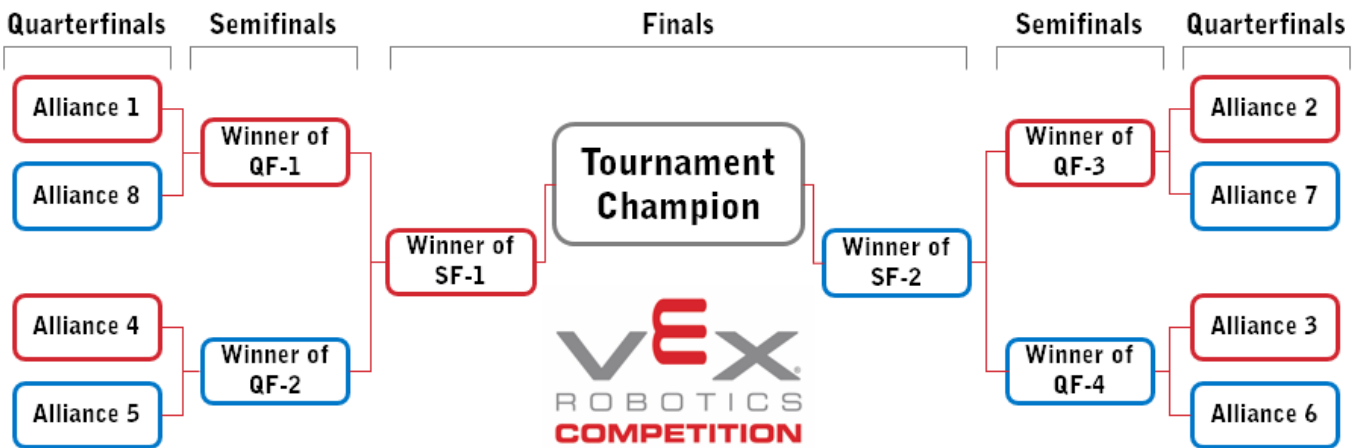 Quarterfinals Semifinals Finals Semifinals Quarterfinals
Alliance 1
Winner of
QF-1
Alliance 8
Alliance 4
Winner of
QF-2
Alliance 5
Winner of
SF-1
Tournament
Champion
Winner of
SF-2
Winner of
QF-3
Alliance 2
Alliance 7
Winner of
QF-4
Alliance 3
Alliance 6
VEX®
ROBOTICS
COMPETITION